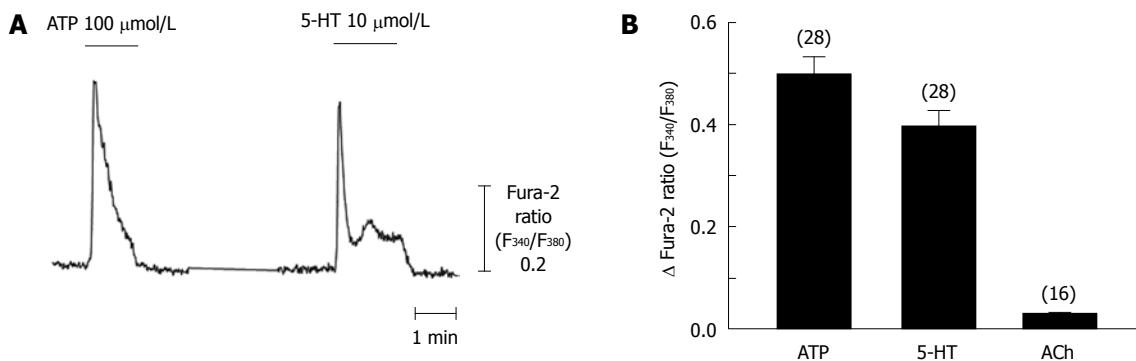 A
ATP 100 μmol/L
5-HT 10 μmol/L
Fura-2
ratio
(F340/F380)
0.2
1 min
B
Δ Fura-2 ratio (F340/F380)
0.6
0.4
0.2
0.0
(28)
(28)
(16)
ATP
5-HT
ACh